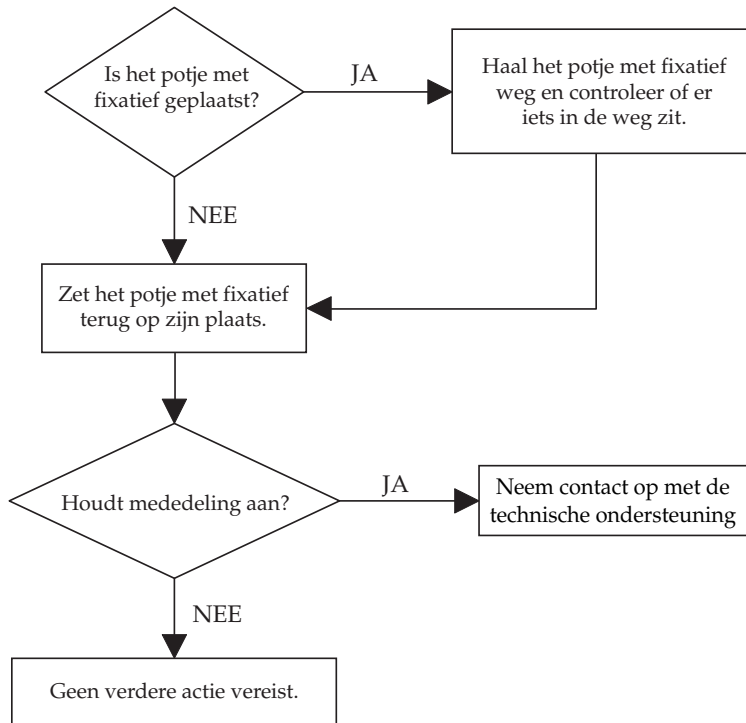 Is het potje met
fixatief geplaatst?
JA
Haal het potje met fixatief
weg en controleer of er
iets in de weg zit.
NEE
Zet het potje met fixatief
terug op zijn plaats.
Houdt mededeling aan?
JA
Neem contact op met de
technische ondersteuning
NEE
Geen verdere actie vereist.